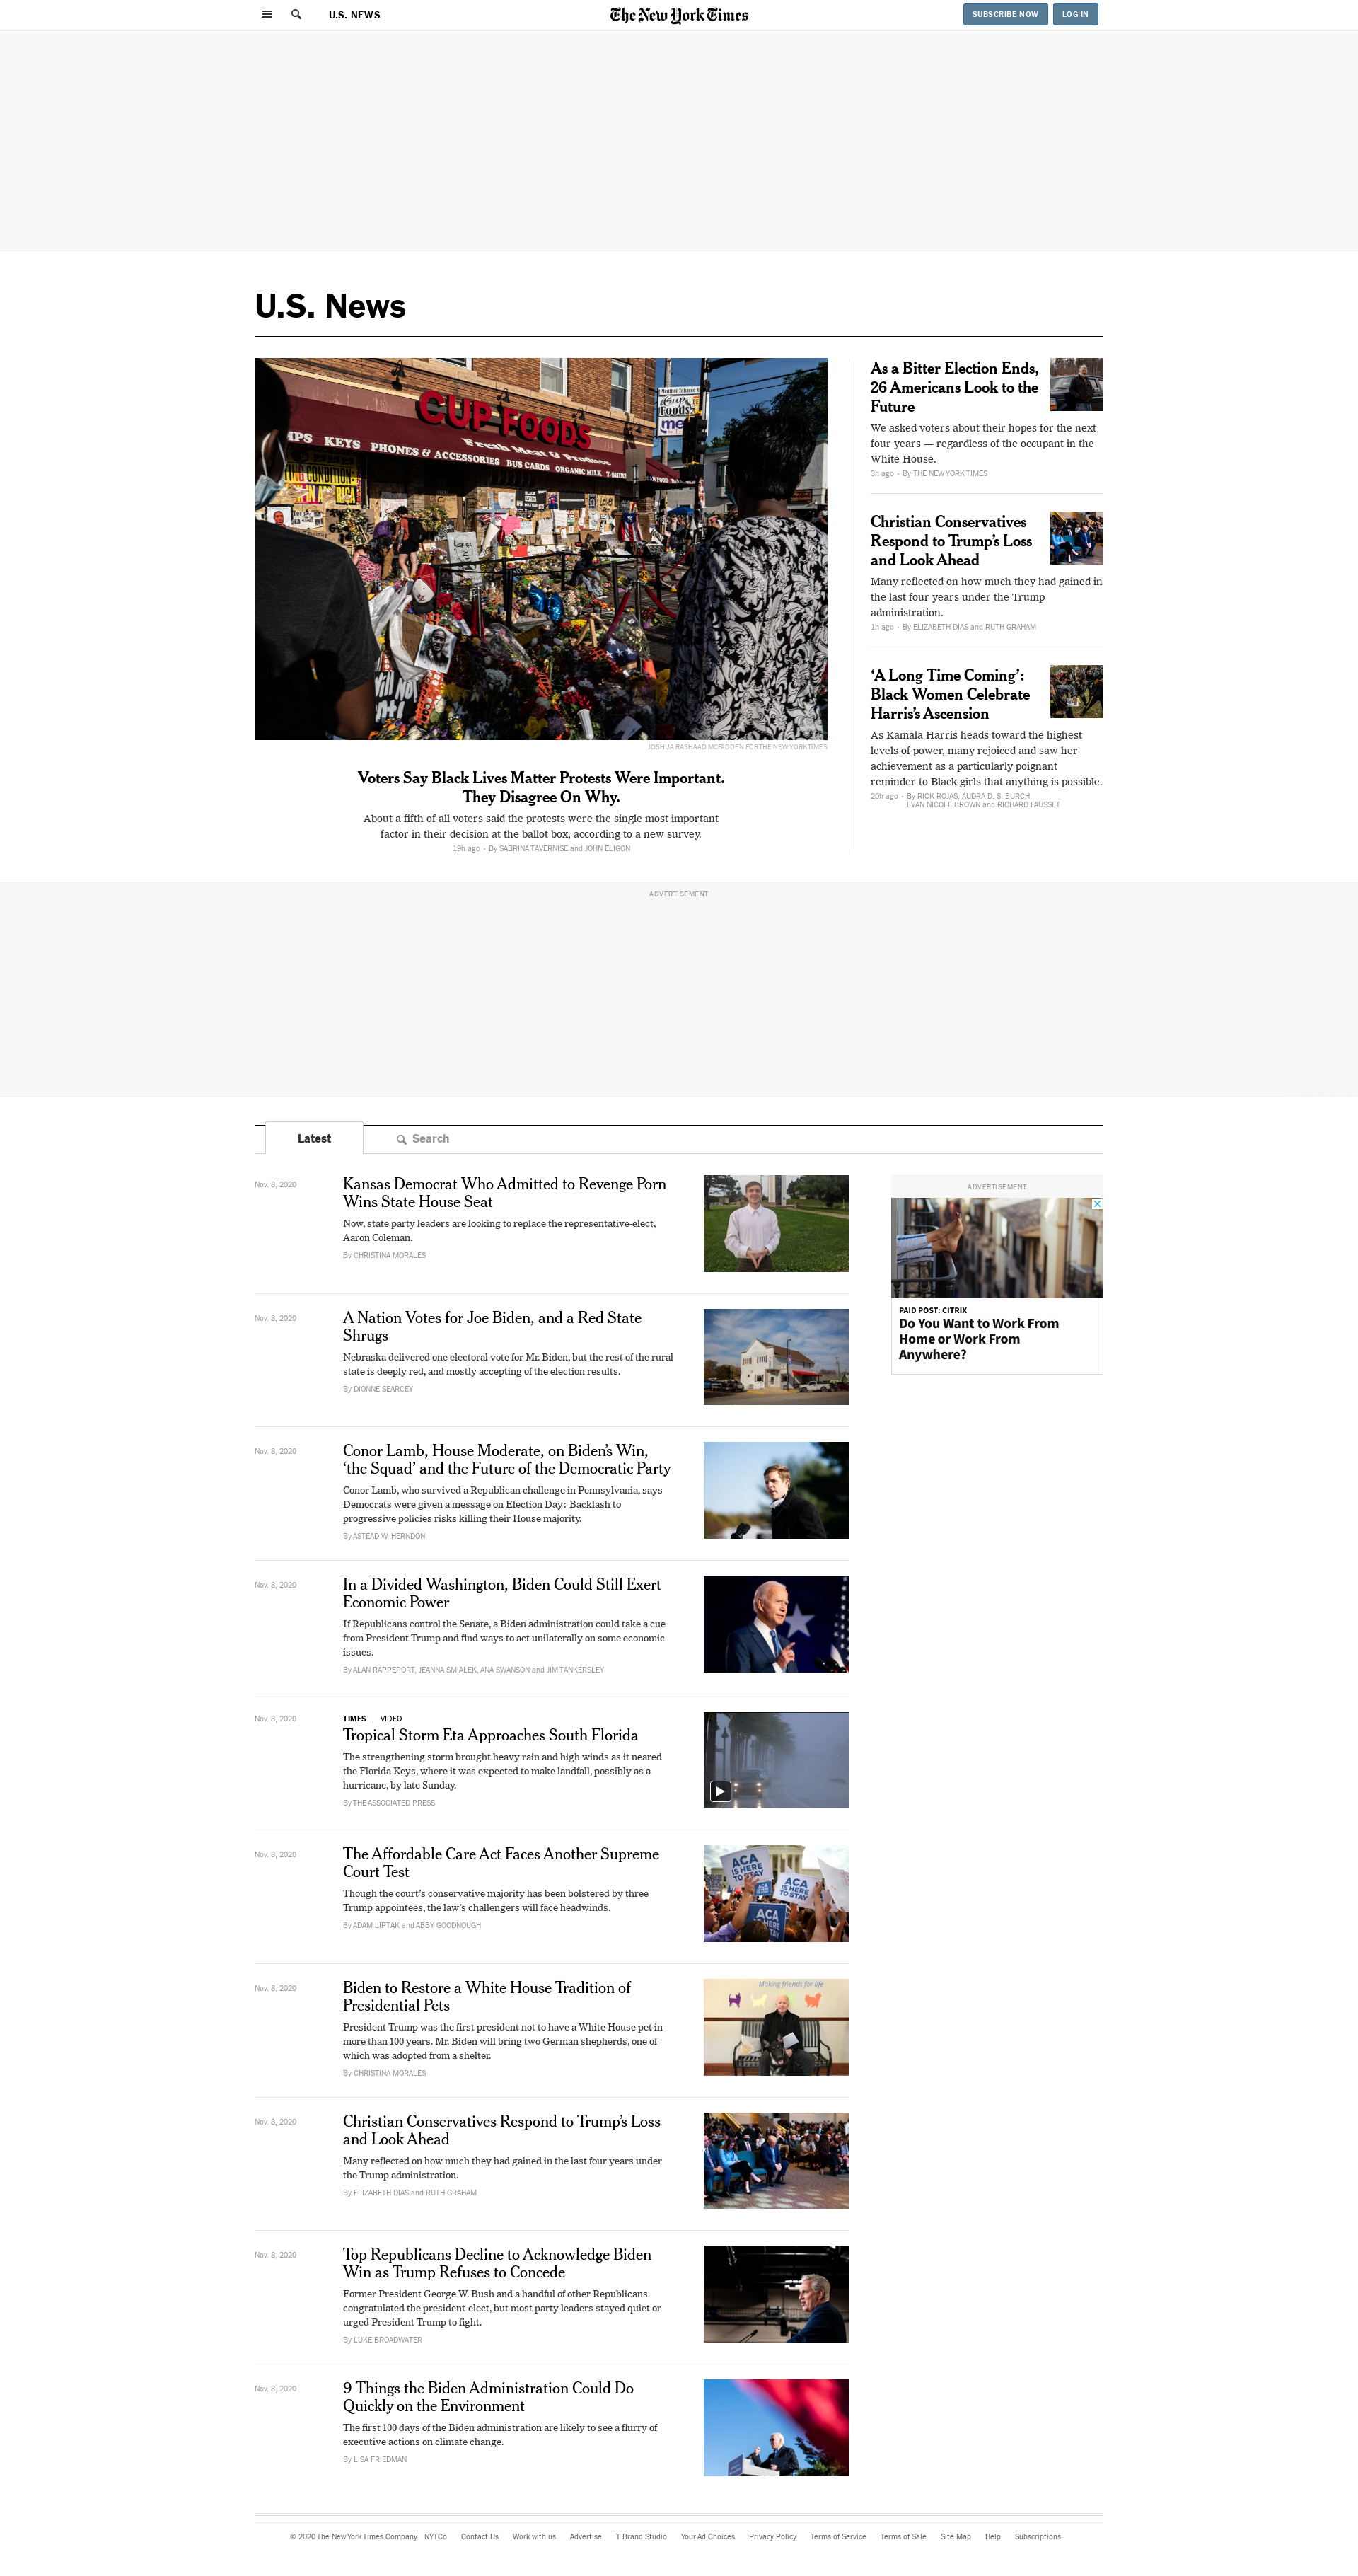 U.S. NEWS
The New York Times
SUBSCRIBE NOW
LOG IN
U.S. News
CUP FOODS
Fresh Meat & Produce
PHONES & ACCESSORIES BUS CARDS ORGANIC MILK
KEYS
Cup
Foods
JOSHUA RASHAAD MCFADDEN FOR THE NEW YORK TIMES
Voters Say Black Lives Matter Protests Were Important.
They Disagree On Why.
About a fifth of all voters said the protests were the single most important
factor in their decision at the ballot box, according to a new survey.
19h ago • By SABRINA TAVERNISE and JOHN ELIGON
As a Bitter Election Ends,
26 Americans Look to the
Future
We asked voters about their hopes for the next
four years — regardless of the occupant in the
White House.
3h ago • By THE NEW YORK TIMES
Christian Conservatives
Respond to Trump’s Loss
and Look Ahead
Many reflected on how much they had gained in
the last four years under the Trump
administration.
1h ago • By ELIZABETH DIAS and RUTH GRAHAM
‘A Long Time Coming’:
Black Women Celebrate
Harris’s Ascension
As Kamala Harris heads toward the highest
levels of power, many rejoiced and saw her
achievement as a particularly poignant
reminder to Black girls that anything is possible.
20h ago • By RICK ROJAS, AUDRA D. S. BURCH,
EVAN NICOLE BROWN and RICHARD FAUSSET
ADVERTISEMENT
Latest
Search
Nov. 8, 2020
Kansas Democrat Who Admitted to Revenge Porn
Wins State House Seat
Now, state party leaders are looking to replace the representative-elect,
Aaron Coleman.
By CHRISTINA MORALES
ADVERTISEMENT
PAID POST: CITRIX
Do You Want to Work From
Home or Work From
Anywhere?
Nov. 8, 2020
A Nation Votes for Joe Biden, and a Red State
Shrugs
Nebraska delivered one electoral vote for Mr. Biden, but the rest of the rural
state is deeply red, and mostly accepting of the election results.
By DIONNE SEARCEY
Nov. 8, 2020
Conor Lamb, House Moderate, on Biden’s Win,
‘the Squad’ and the Future of the Democratic Party
Conor Lamb, who survived a Republican challenge in Pennsylvania, says
Democrats were given a message on Election Day: Backlash to
progressive policies risks killing their House majority.
By ASTEAD W. HERNDON
Nov. 8, 2020
In a Divided Washington, Biden Could Still Exert
Economic Power
If Republicans control the Senate, a Biden administration could take a cue
from President Trump and find ways to act unilaterally on some economic
issues.
By ALAN RAPPEPORT, JEANNA SMIALEK, ANA SWANSON and JIM TANKERSLEY
Nov. 8, 2020
TIMES | VIDEO
Tropical Storm Eta Approaches South Florida
The strengthening storm brought heavy rain and high winds as it neared
the Florida Keys, where it was expected to make landfall, possibly as a
hurricane, by late Sunday.
By THE ASSOCIATED PRESS
Nov. 8, 2020
The Affordable Care Act Faces Another Supreme
Court Test
Though the court’s conservative majority has been bolstered by three
Trump appointees, the law’s challengers will face headwinds.
By ADAM LIPTAK and ABBY GOODNOUGH
ACA
IS HERE
TO STAY
ACA
IS HERE
TO STAY
ACA
Nov. 8, 2020
Biden to Restore a White House Tradition of
Presidential Pets
President Trump was the first president not to have a White House pet in
more than 100 years. Mr. Biden will bring two German shepherds, one of
which was adopted from a shelter.
By CHRISTINA MORALES
Making friends for life
Nov. 8, 2020
Christian Conservatives Respond to Trump’s Loss
and Look Ahead
Many reflected on how much they had gained in the last four years under
the Trump administration.
By ELIZABETH DIAS and RUTH GRAHAM
Nov. 8, 2020
Top Republicans Decline to Acknowledge Biden
Win as Trump Refuses to Concede
Former President George W. Bush and a handful of other Republicans
congratulated the president-elect, but most party leaders stayed quiet or
urged President Trump to fight.
By LUKE BROADWATER
Nov. 8, 2020
9 Things the Biden Administration Could Do
Quickly on the Environment
The first 100 days of the Biden administration are likely to see a flurry of
executive actions on climate change.
By LISA FRIEDMAN
© 2020 The New York Times Company NYTCo Contact Us Work with us Advertise T Brand Studio Your Ad Choices Privacy Policy Terms of Service Terms of Sale Site Map Help Subscriptions